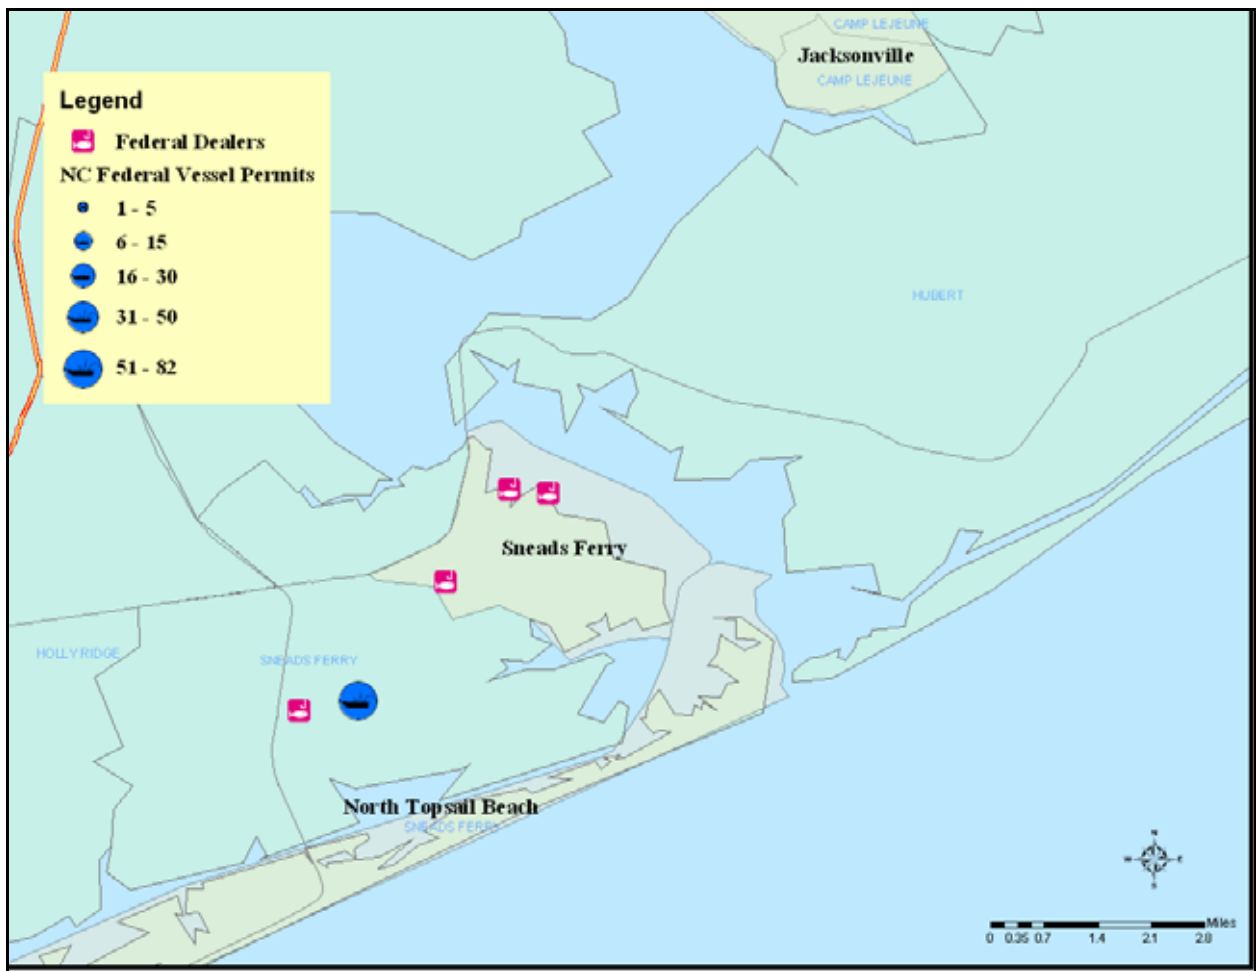 CAMP LEJEUNE
Jacksonville
CAMP LEJEUNE
Legend
Federal Dealers
NC Federal Vessel Permits
1 - 5
6 - 15
16 - 30
31 - 50
51 - 82
HUBERT
Sneads Ferry
HOLLY RIDGE
SNEADS FERRY
North Topsail Beach
SNEADS FERRY
N
W E
S
Miles
0 0.35 0.7 1.4 2.1 2.8